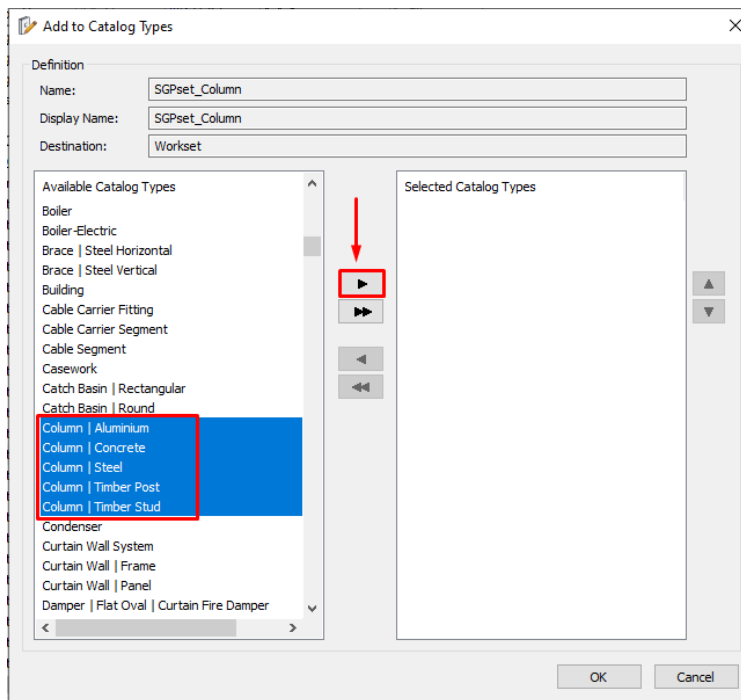 Add to Catalog Types
Definition
Name: SGPset_Column
Display Name: SGPset_Column
Destination: Workset
Available Catalog Types
Boiler
Boiler-Electric
Brace | Steel Horizontal
Brace | Steel Vertical
Building
Cable Carrier Fitting
Cable Carrier Segment
Cable Segment
Casework
Catch Basin | Rectangular
Catch Basin | Round
Column | Aluminium
Column | Concrete
Column | Steel
Column | Timber Post
Column | Timber Stud
Condenser
Curtain Wall System
Curtain Wall | Frame
Curtain Wall | Panel
Damper | Flat Oval | Curtain Fire Damper
Selected Catalog Types
OK Cancel